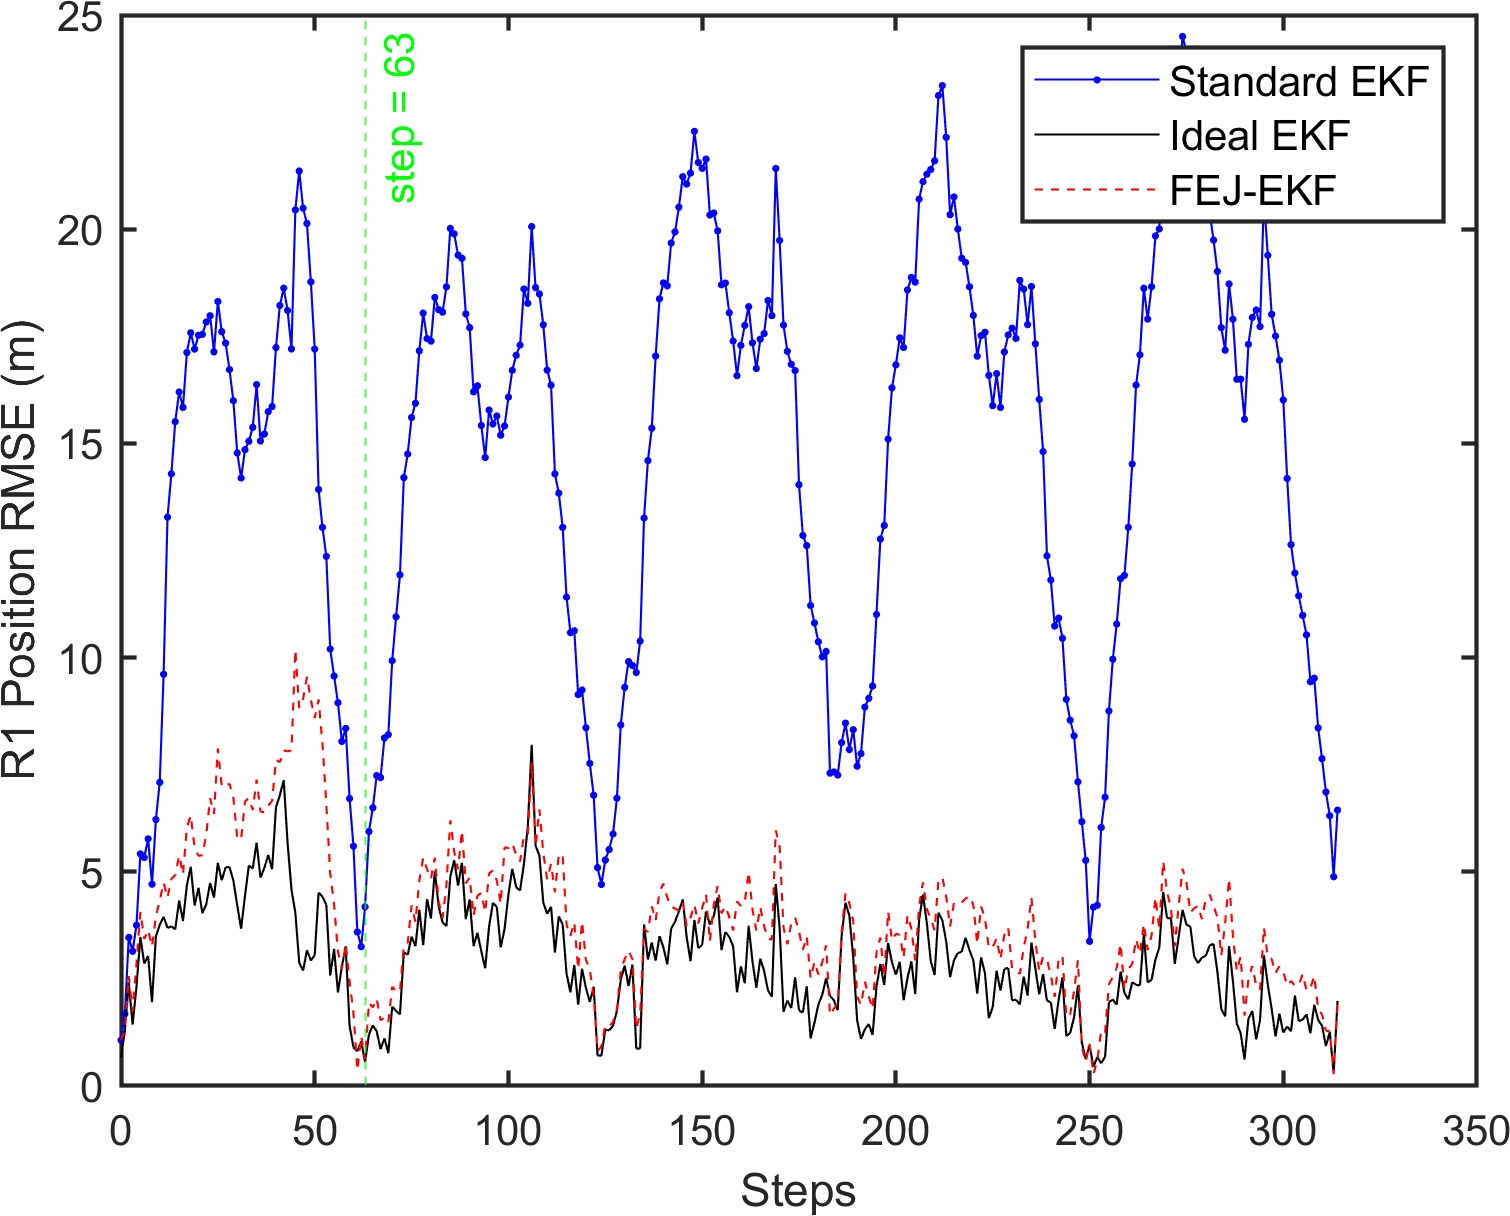 25
20
15
10
5
0
0 50 100 150 200 250 300 350
R1 Position RMSE (m)
Steps
step = 63
Standard EKF
Ideal EKF
FEJ-EKF